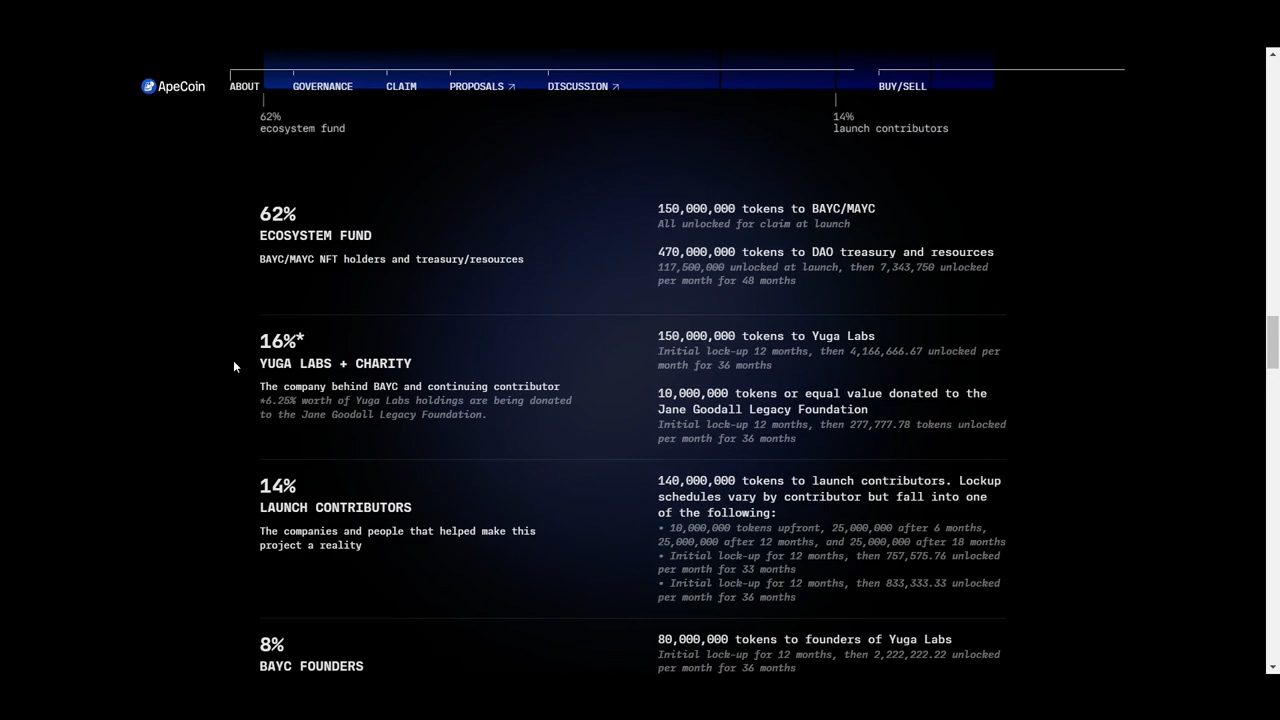 ApeCoin
ABOUT
GOVERNANCE
CLAIM
PROPOSALS ↗
DISCUSSION ↗
BUY/SELL
62%
ecosystem fund
14%
launch contributors
62%
ECOSYSTEM FUND
BAYC/MAYC NFT holders and treasury/resources
150,000,000 tokens to BAYC/MAYC
All unlocked for claim at launch
470,000,000 tokens to DAO treasury and resources
117,500,000 unlocked at launch, then 7,343,750 unlocked
per month for 48 months
16%*
YUGA LABS + CHARITY
The company behind BAYC and continuing contributor
*6.25% worth of Yuga Labs holdings are being donated
to the Jane Goodall Legacy Foundation.
150,000,000 tokens to Yuga Labs
Initial lock-up 12 months, then 4,166,666.67 unlocked per
month for 36 months
10,000,000 tokens or equal value donated to the
Jane Goodall Legacy Foundation
Initial lock-up 12 months, then 277,777.78 tokens unlocked
per month for 36 months
14%
LAUNCH CONTRIBUTORS
The companies and people that helped make this
project a reality
140,000,000 tokens to launch contributors. Lockup
schedules vary by contributor but fall into one
of the following:
• 10,000,000 tokens upfront, 25,000,000 after 6 months,
25,000,000 after 12 months, and 25,000,000 after 18 months
• Initial lock-up for 12 months, then 757,575.76 unlocked
per month for 33 months
• Initial lock-up for 12 months, then 833,333.33 unlocked
per month for 36 months
8%
BAYC FOUNDERS
80,000,000 tokens to founders of Yuga Labs
Initial lock-up for 12 months, then 2,222,222.22 unlocked
per month for 36 months